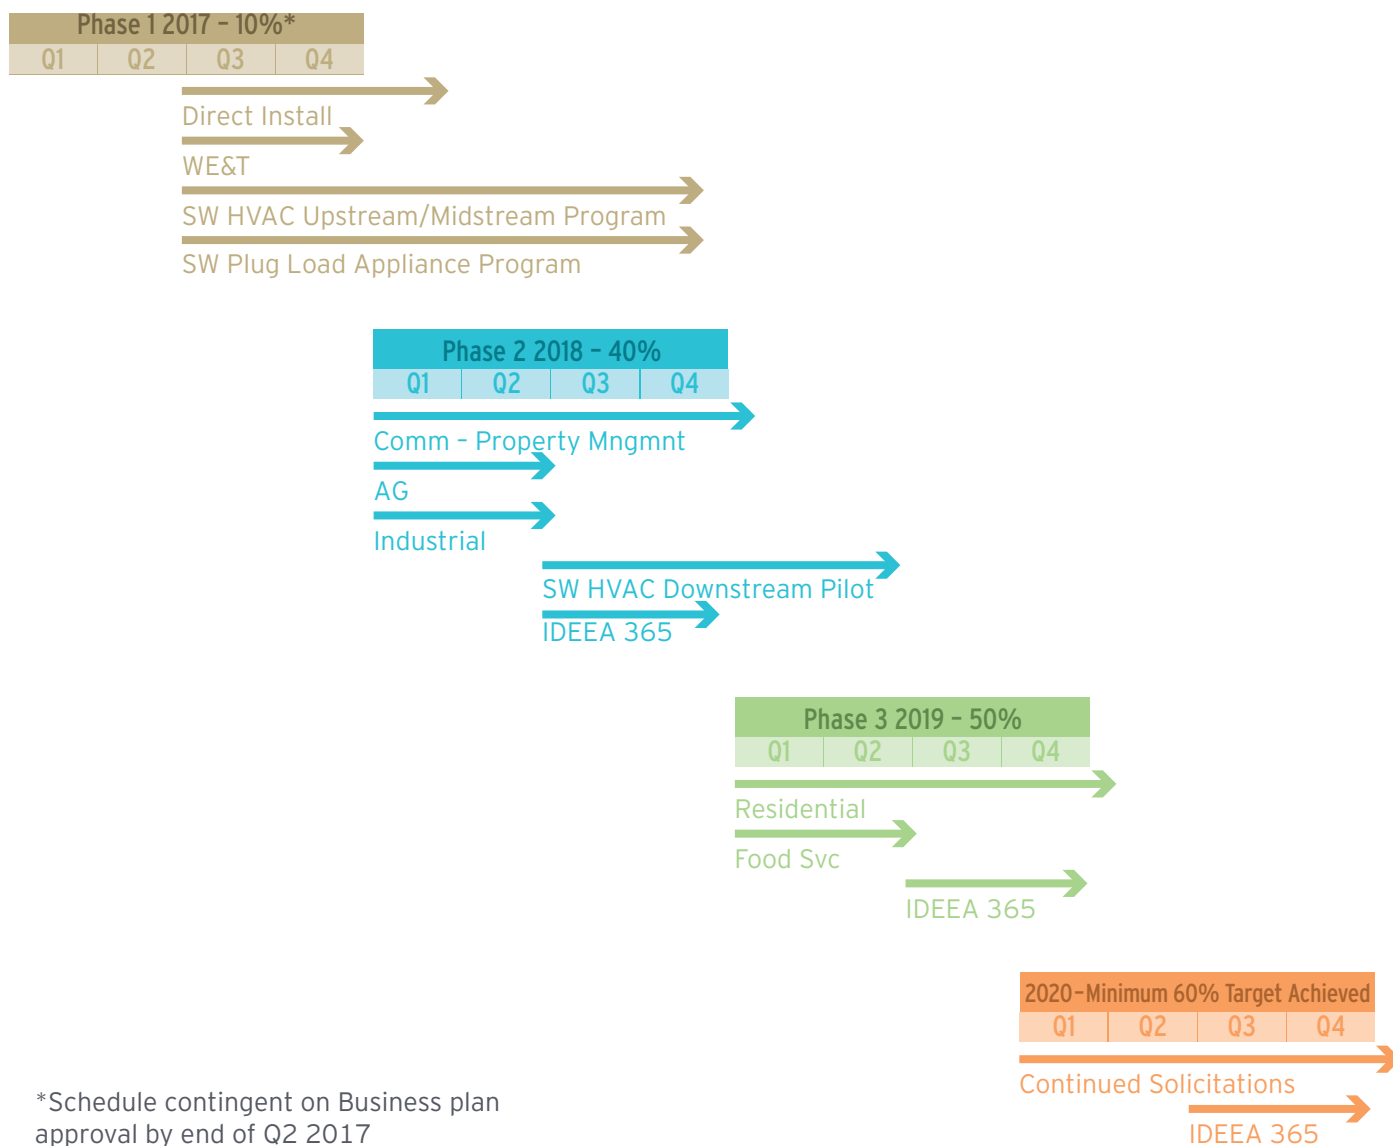 Phase 1 2017 – 10%*
Q1 Q2 Q3 Q4
Direct Install
WE&T
SW HVAC Upstream/Midstream Program
SW Plug Load Appliance Program
Phase 2 2018 – 40%
Q1 Q2 Q3 Q4
Comm – Property Mngmnt
AG
Industrial
SW HVAC Downstream Pilot
IDEEA 365
Phase 3 2019 – 50%
Q1 Q2 Q3 Q4
Residential
Food Svc
IDEEA 365
2020–Minimum 60% Target Achieved
Q1 Q2 Q3 Q4
Continued Solicitations
IDEEA 365
*Schedule contingent on Business plan
approval by end of Q2 2017